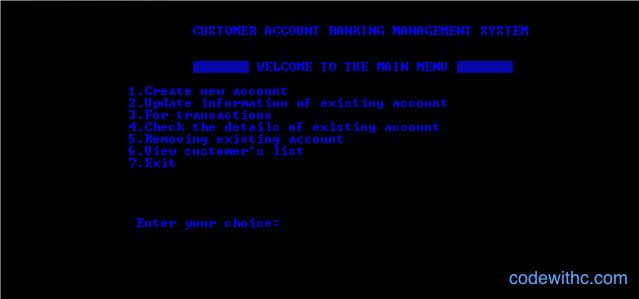 CUSTOMER ACCOUNT BANKING MANAGEMENT SYSTEM
WELCOME TO THE MAIN MENU
1.Create new account
2.Update information of existing account
3.For transactions
4.Check the details of existing account
5.Removing existing account
6.View customer's list
7.Exit
Enter your choice:
codewithc.com